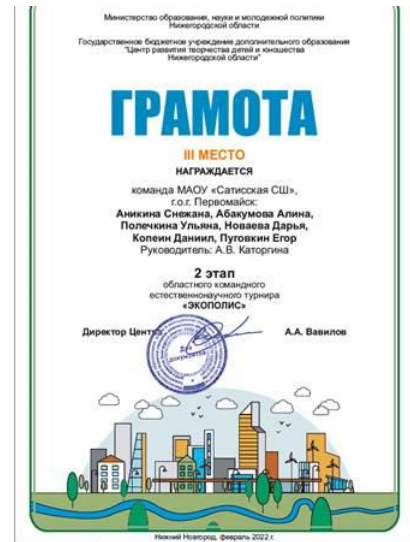 Министерство образования, науки и молодежной политики
Нижегородской области
Государственное бюджетное учреждение дополнительного образования
"Центр развития творчества детей и юношества
Нижегородской области"
ГРАМОТА
III МЕСТО
НАГРАЖДАЕТСЯ
команда МАОУ «Сатисская СШ»,
г.о.г. Первомайск:
Аникина Снежана, Абакумова Алина,
Полечкина Ульяна, Новаева Дарья,
Копеин Даниил, Пуговкин Егор
Руководитель: А.В. Каторгина
2 этап
областного командного
естественнонаучного турнира
«ЭКОПОЛИС»
Директор Центра А.А. Вавилов
Для
документов
Нижний Новгород, февраль 2022 г.